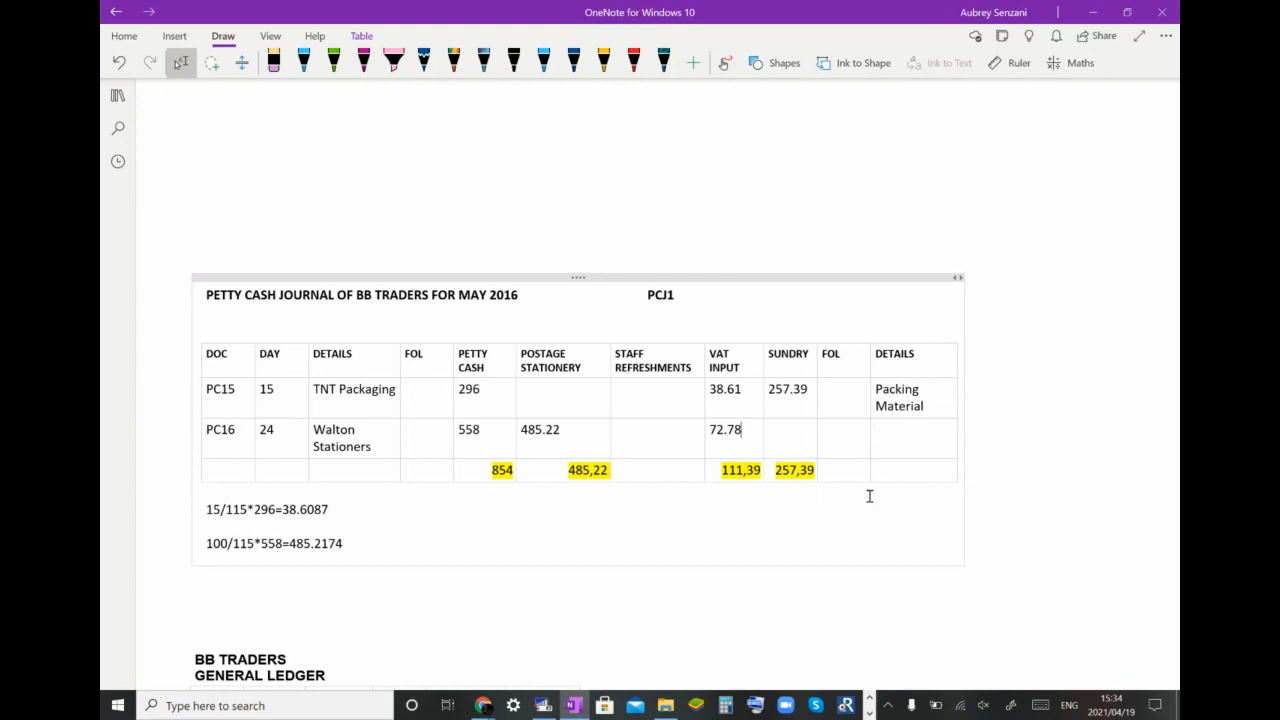 OneNote for Windows 10
Aubrey Senzani
Home Insert Draw View Help Table
Share
Shapes Ink to Shape Ink to Text Ruler Maths
PETTY CASH JOURNAL OF BB TRADERS FOR MAY 2016 PCJ1
DOC DAY DETAILS FOL PETTY CASH POSTAGE STATIONERY STAFF REFRESHMENTS VAT INPUT SUNDRY FOL DETAILS
PC15 15 TNT Packaging 296 38.61 257.39 Packing Material
PC16 24 Walton Stationers 558 485.22 72.78
854 485,22 111,39 257,39
15/115*296=38.6087
100/115*558=485.2174
BB TRADERS
GENERAL LEDGER
Type here to search
ENG
15:34
2021/04/19